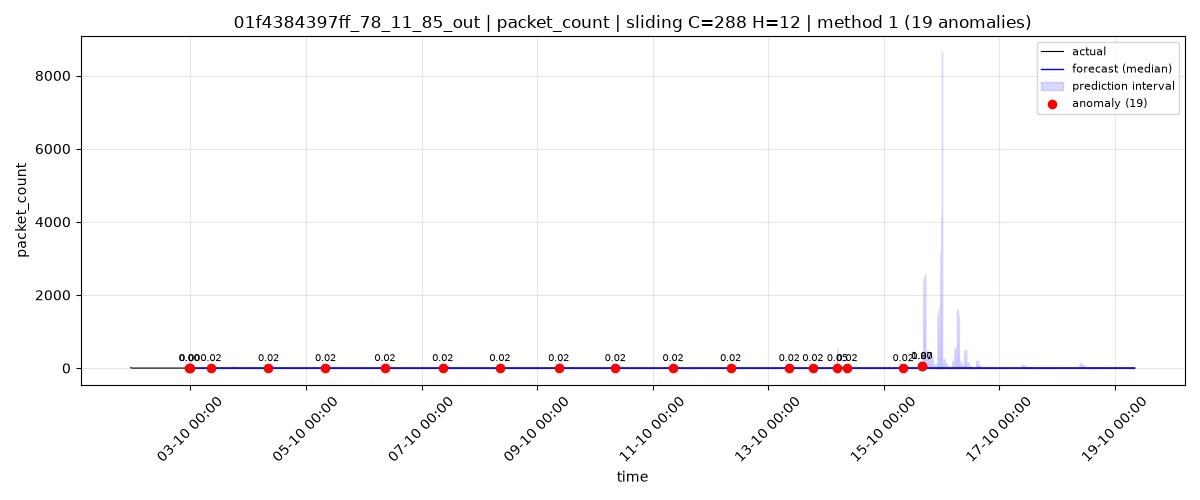 01f4384397ff_78_11_85_out | packet_count | sliding C=288 H=12 | method 1 (19 anomalies)
actual
forecast (median)
prediction interval
anomaly (19)
packet_count
8000
6000
4000
2000
0
0.02 0.02 0.02 0.02 0.02 0.02 0.02 0.02 0.02 0.02 0.02 0.02 0.02
03-10 00:00
05-10 00:00
07-10 00:00
09-10 00:00
11-10 00:00
13-10 00:00
15-10 00:00
17-10 00:00
19-10 00:00
time